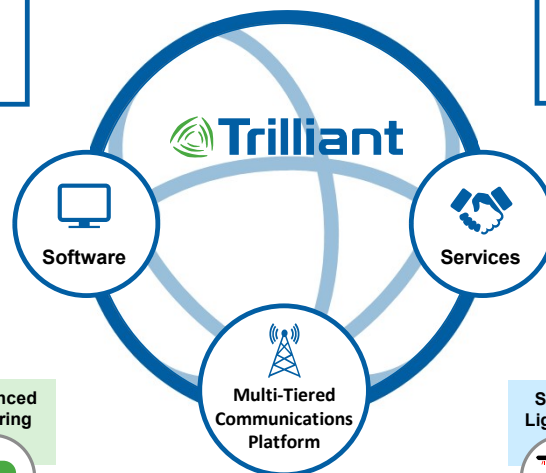 Trilliant
Software
Services
Multi-Tiered
Communications
Platform